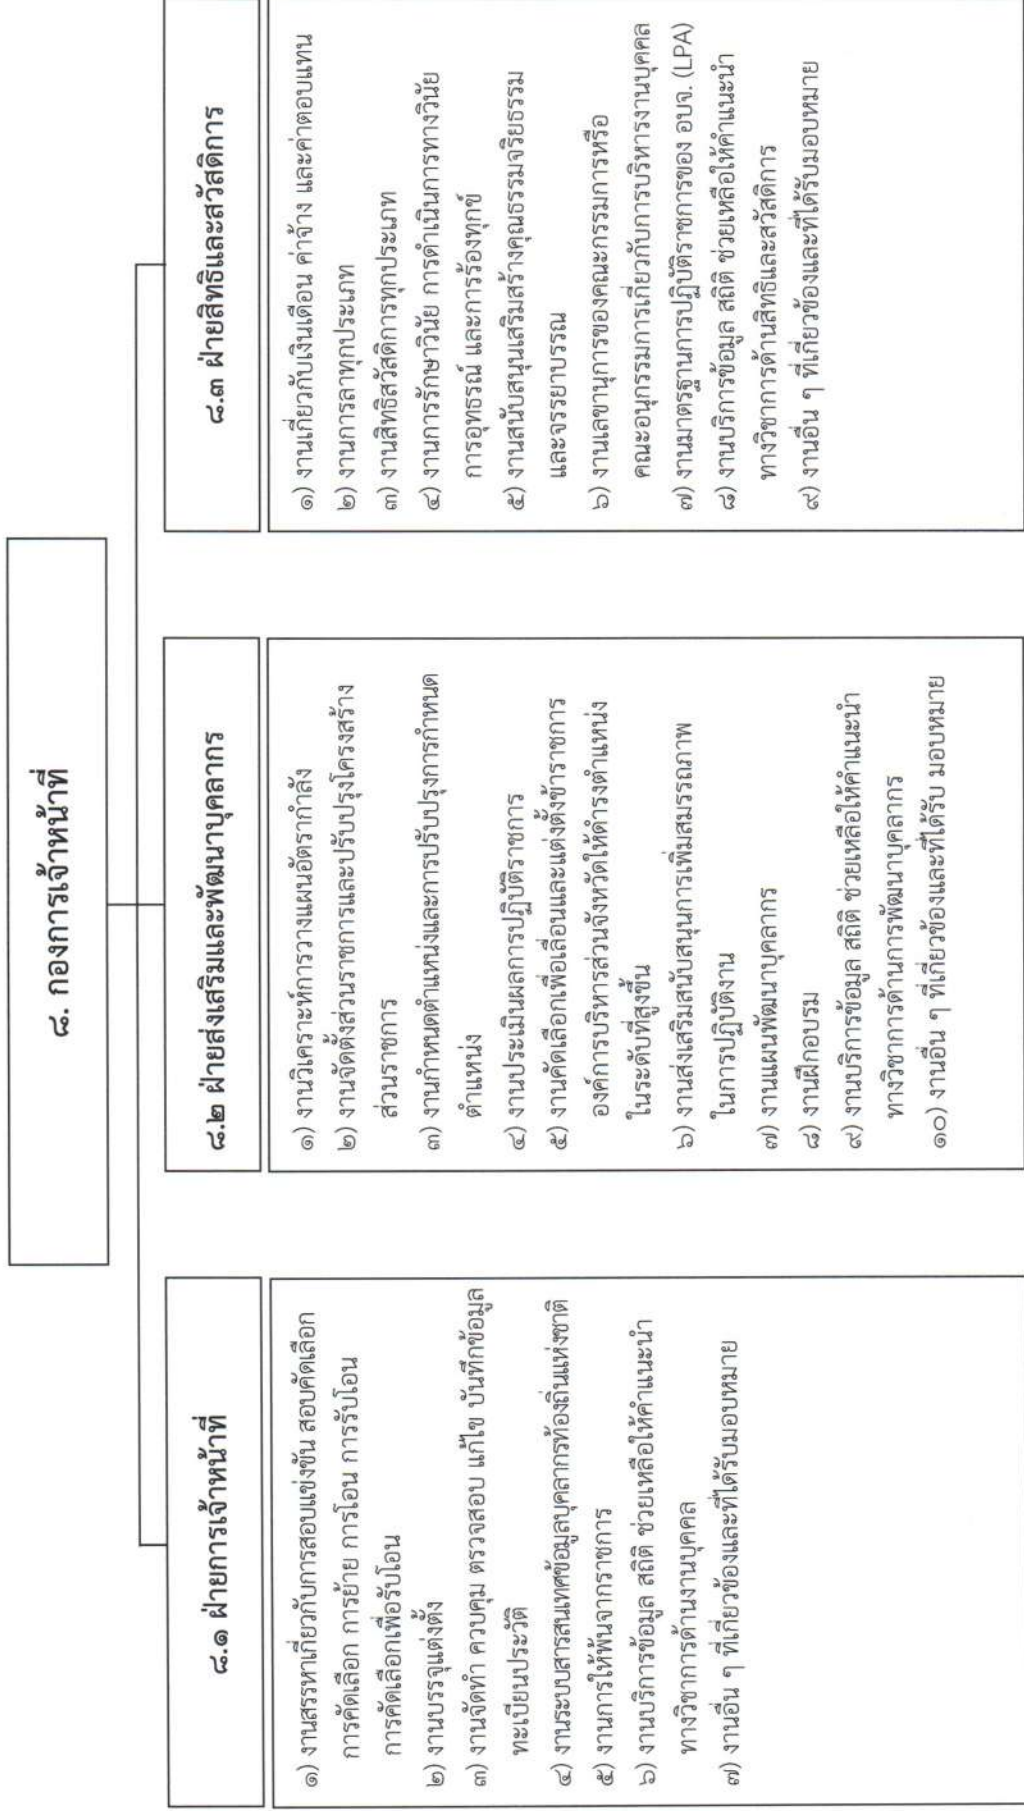 ๘. กองการเจ้าหน้าที่
๘.๑ ฝ่ายการเจ้าหน้าที่
๑) งานสรรหาเกี่ยวกับการสอบแข่งขัน สอบคัดเลือก
การคัดเลือก การย้าย การโอน การรับโอน
การคัดเลือกเพื่อรับโอน
๒) งานบรรจุแต่งตั้ง
๓) งานจัดทำ ควบคุม ตรวจสอบ แก้ไข บันทึกข้อมูล
ทะเบียนประวัติ
๔) งานระบบสารสนเทศข้อมูลบุคลากรท้องถิ่นแห่งชาติ
๕) งานการให้พ้นจากราชการ
๖) งานบริการข้อมูล สถิติ ช่วยเหลือให้คำแนะนำ
ทางวิชาการด้านงานบุคคล
๗) งานอื่น ๆ ที่เกี่ยวข้องและที่ได้รับมอบหมาย
๘.๒ ฝ่ายส่งเสริมและพัฒนาบุคลากร
๑) งานวิเคราะห์การวางแผนอัตรากำลัง
๒) งานจัดตั้งส่วนราชการและปรับปรุงโครงสร้าง
ส่วนราชการ
๓) งานกำหนดตำแหน่งและการปรับปรุงการกำหนด
ตำแหน่ง
๔) งานประเมินผลการปฏิบัติราชการ
๕) งานคัดเลือกเพื่อเลื่อนและแต่งตั้งข้าราชการ
องค์การบริหารส่วนจังหวัดให้ดำรงตำแหน่ง
ในระดับที่สูงขึ้น
๖) งานส่งเสริมสนับสนุนการเพิ่มสมรรถภาพ
ในการปฏิบัติงาน
๗) งานแผนพัฒนาบุคลากร
๘) งานฝึกอบรม
๙) งานบริการข้อมูล สถิติ ช่วยเหลือให้คำแนะนำ
ทางวิชาการด้านการพัฒนาบุคลากร
๑๐) งานอื่น ๆ ที่เกี่ยวข้องและที่ได้รับ มอบหมาย
๘.๓ ฝ่ายสิทธิและสวัสดิการ
๑) งานเกี่ยวกับเงินเดือน ค่าจ้าง และค่าตอบแทน
๒) งานการลาทุกประเภท
๓) งานสิทธิสวัสดิการทุกประเภท
๔) งานการรักษาวินัย การดำเนินการทางวินัย
การอุทธรณ์ และการร้องทุกข์
๕) งานสนับสนุนเสริมสร้างคุณธรรมจริยธรรม
และจรรยาบรรณ
๖) งานเลขานุการของคณะกรรมการหรือ
คณะอนุกรรมการเกี่ยวกับการบริหารงานบุคคล
๗) งานมาตรฐานการปฏิบัติราชการของ อบจ. (LPA)
๘) งานบริการข้อมูล สถิติ ช่วยเหลือให้คำแนะนำ
ทางวิชาการด้านสิทธิและสวัสดิการ
๙) งานอื่น ๆ ที่เกี่ยวข้องและที่ได้รับมอบหมาย